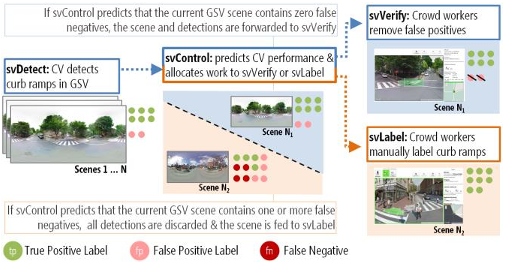 If svControl predicts that the current GSV scene contains zero false
negatives, the scene and detections are forwarded to svVerify
svVerify: Crowd workers
remove false positives
svDetect: CV detects
curb ramps in GSV
svControl: predicts CV performance &
allocates work to svVerify or svLabel
Scene N1
Scene N1
svLabel: Crowd workers
manually label curb ramps
Scenes 1 ... N
Scene N2
If svControl predicts that the current GSV scene contains one or more false
negatives, all detections are discarded & the scene is fed to svLabel
Scene N2
tp True Positive Label
fp False Positive Label
fn False Negative